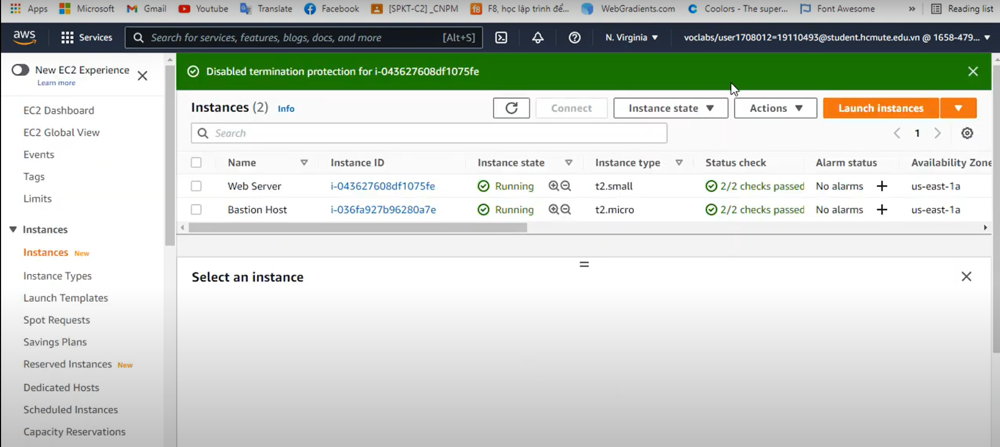 Apps Microsoft Gmail Youtube Translate Facebook [SPKT-C2] _CNPM F8, học lập trình để... WebGradients.com Coolors - The super... Font Awesome » Reading list
aws Services Search for services, features, blogs, docs, and more [Alt+S] N. Virginia voclabs/user1708012=19110493@student.hcmute.edu.vn @ 1658-479...
New EC2 Experience
Learn more
Disabled termination protection for i-043627608df1075fe
EC2 Dashboard
EC2 Global View
Events
Tags
Limits
Instances
Instances New
Instance Types
Launch Templates
Spot Requests
Savings Plans
Reserved Instances New
Dedicated Hosts
Scheduled Instances
Capacity Reservations
Instances (2) Info Connect Instance state Actions Launch instances
Search 1
Name Instance ID Instance state Instance type Status check Alarm status Availability Zone
Web Server i-043627608df1075fe Running t2.small 2/2 checks passed No alarms + us-east-1a
Bastion Host i-036fa927b96280a7e Running t2.micro 2/2 checks passed No alarms + us-east-1a
Select an instance